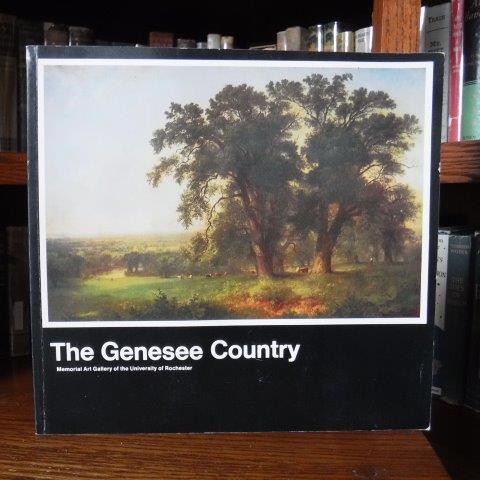 The Genesee Country
Memorial Art Gallery of the University of Rochester